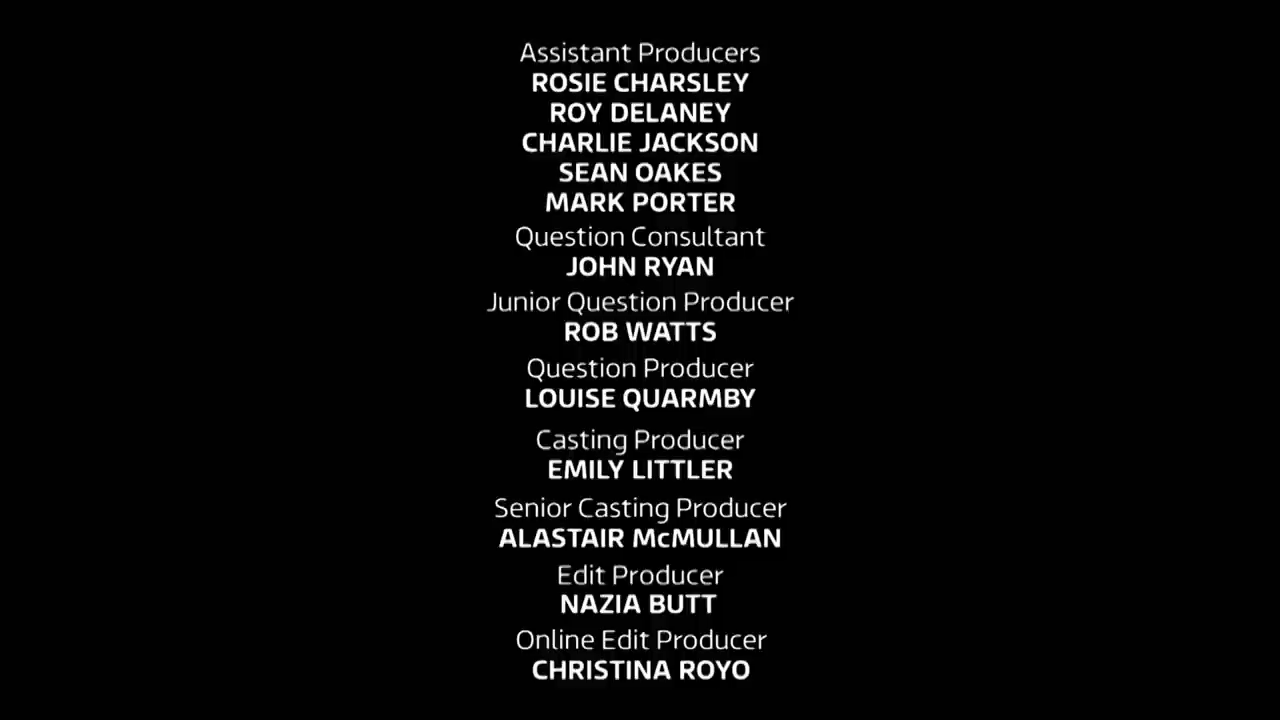 Assistant Producers
ROSIE CHARSLEY
ROY DELANEY
CHARLIE JACKSON
SEAN OAKES
MARK PORTER
Question Consultant
JOHN RYAN
Junior Question Producer
ROB WATTS
Question Producer
LOUISE QUARMBY
Casting Producer
EMILY LITTLER
Senior Casting Producer
ALASTAIR McMULLAN
Edit Producer
NAZIA BUTT
Online Edit Producer
CHRISTINA ROYO